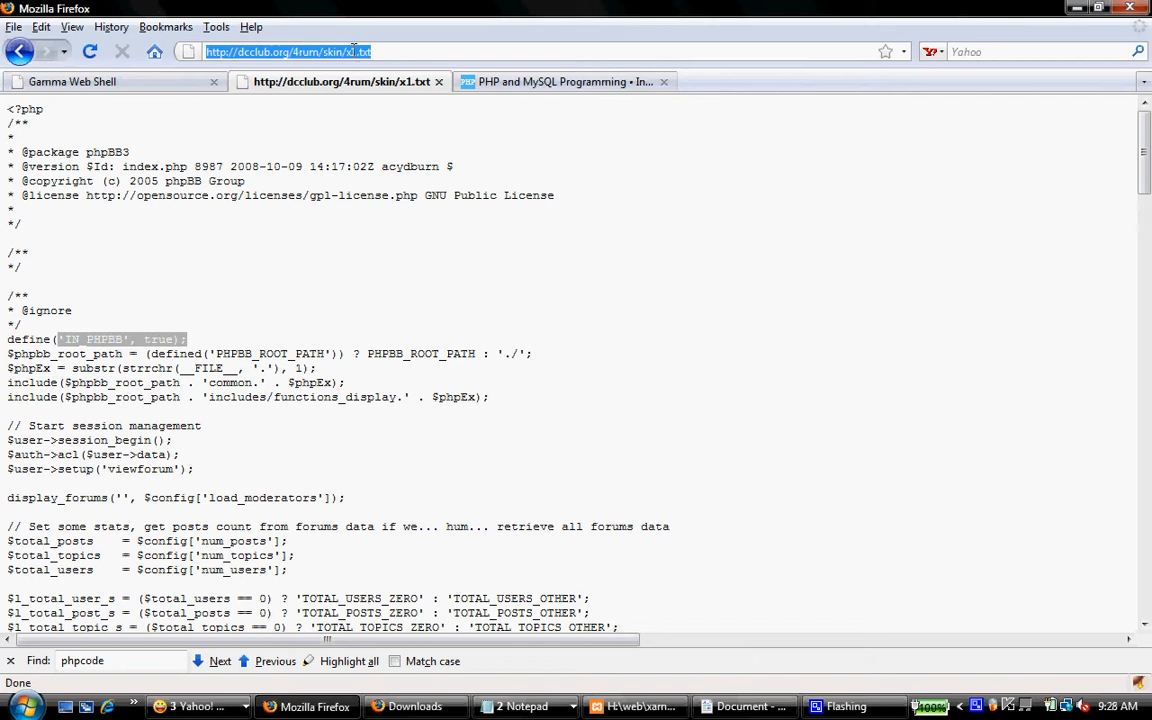 Mozilla Firefox
File Edit View History Bookmarks Tools Help
http://dcclub.org/4rum/skin/x1.txt Yahoo
Gamma Web Shell http://dcclub.org/4rum/skin/x1.txt PHP and MySQL Programming • In...
<?php
/**
*
* @package phpBB3
* @version $Id: index.php 8987 2008-10-09 14:17:02Z acydburn $
* @copyright (c) 2005 phpBB Group
* @license http://opensource.org/licenses/gpl-license.php GNU Public License
*
*/
/**
*/
/**
* @ignore
*/
define('IN_PHPBB', true);
$phpbb_root_path = (defined('PHPBB_ROOT_PATH')) ? PHPBB_ROOT_PATH : './';
$phpEx = substr(strrchr(__FILE__, '.'), 1);
include($phpbb_root_path . 'common.' . $phpEx);
include($phpbb_root_path . 'includes/functions_display.' . $phpEx);
// Start session management
$user->session_begin();
$auth->acl($user->data);
$user->setup('viewforum');
display_forums('', $config['load_moderators']);
// Set some stats, get posts count from forums data if we... hum... retrieve all forums data
$total_posts = $config['num_posts'];
$total_topics = $config['num_topics'];
$total_users = $config['num_users'];
$l_total_user_s = ($total_users == 0) ? 'TOTAL_USERS_ZERO' : 'TOTAL_USERS_OTHER';
$l_total_post_s = ($total_posts == 0) ? 'TOTAL_POSTS_ZERO' : 'TOTAL_POSTS_OTHER';
$l_total_topic_s = ($total_topics == 0) ? 'TOTAL_TOPICS_ZERO' : 'TOTAL_TOPICS_OTHER';
Find: phpcode Next Previous Highlight all Match case
Done
3 Yahoo! ... Mozilla Firefox Downloads 2 Notepad H:\web\xam... Document - ... Flashing 100% 9:28 AM